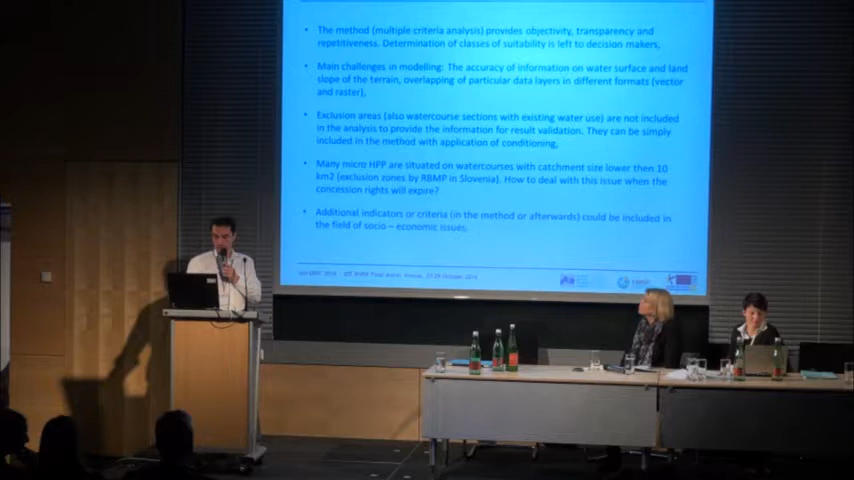 • The method (multiple criteria analysis) provides objectivity, transparency and
repetitiveness. Determination of classes of suitability is left to decision makers,
• Main challenges in modelling: The accuracy of information on water surface and land
slope of the terrain, overlapping of particular data layers in different formats (vector
and raster),
• Exclusion areas (also watercourse sections with existing water use) are not included
in the analysis to provide the information for result validation. They can be simply
included in the method with application of conditioning,
• Many micro HPP are situated on watercourses with catchment size lower then 10
km2 (exclusion zones by RBMP in Slovenia). How to deal with this issue when the
concession rights will expire?
• Additional indicators or criteria (in the method or afterwards) could be included in
the field of socio – economic issues.